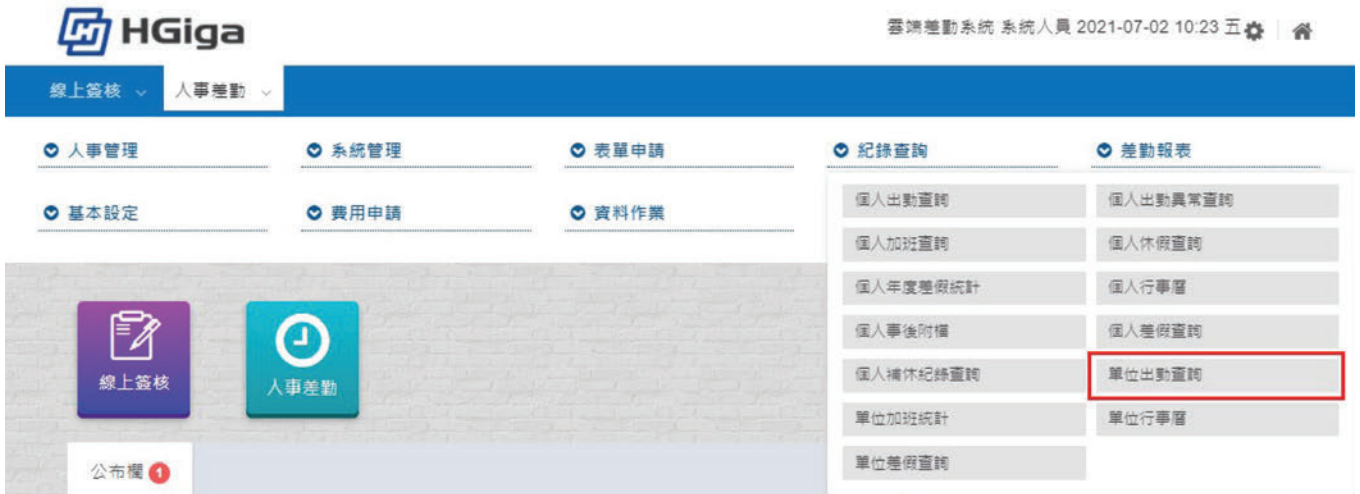 HGiga
雲端差勤系統 系統人員 2021-07-02 10:23 五
線上簽核 人事差勤
人事管理 系統管理 表單申請 紀錄查詢 差勤報表
基本設定 費用申請 資料作業
個人出勤查詢 個人出勤異常查詢
個人加班查詢 個人休假查詢
個人年度差假統計 個人行事曆
個人事後附檔 個人差假查詢
個人補休紀錄查詢 單位出勤查詢
單位加班統計 單位行事曆
單位差假查詢
線上簽核 人事差勤
公布欄 1